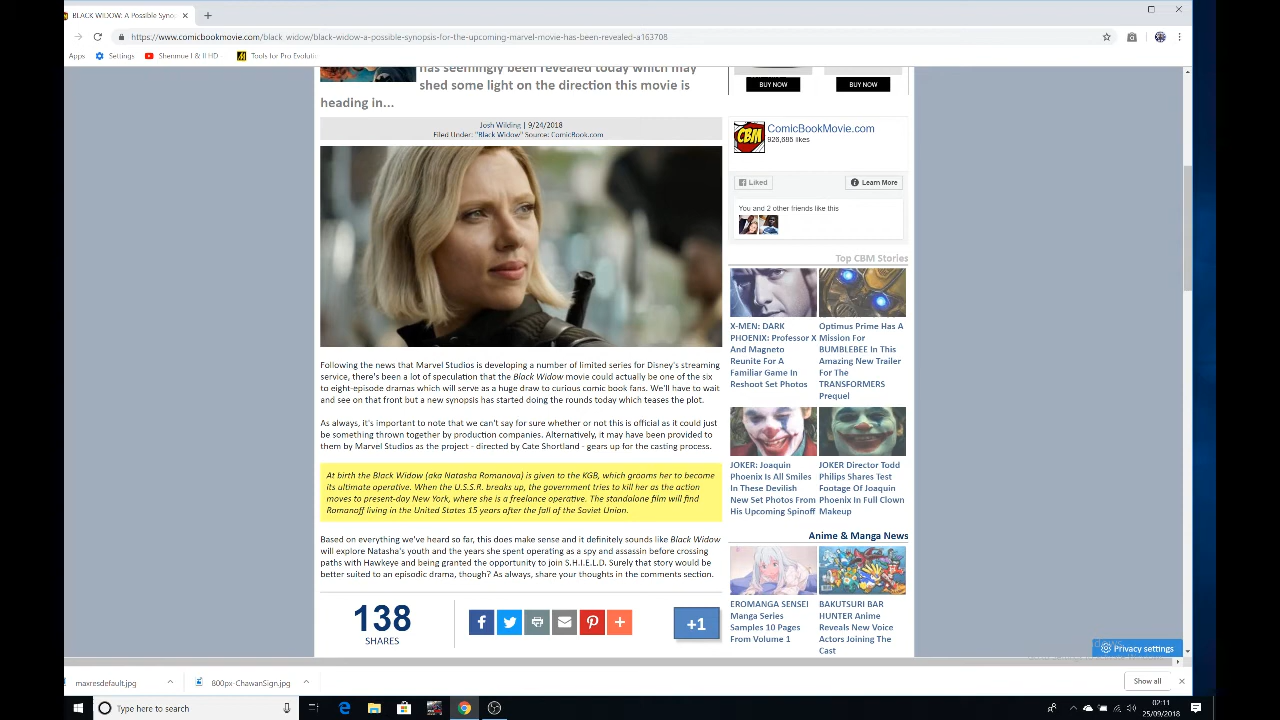 BLACK WIDOW: A Possible Syno
https://www.comicbookmovie.com/black_widow/black-widow-a-possible-synopsis-for-the-upcoming-marvel-movie-has-been-revealed-a163708
Apps
Settings
Shenmue I & II HD
Tools for Pro Evoluti
has seemingly been revealed today which may
shed some light on the direction this movie is
heading in...
BUY NOW
BUY NOW
Josh Wilding | 9/24/2018
Filed Under: "Black Widow" Source: ComicBook.com
CBM
ComicBookMovie.com
926,685 likes
Liked
Learn More
You and 2 other friends like this
Top CBM Stories
X-MEN: DARK
PHOENIX: Professor X
And Magneto
Reunite For A
Familiar Game In
Reshoot Set Photos
Optimus Prime Has A
Mission For
BUMBLEBEE In This
Amazing New Trailer
For The
TRANSFORMERS
Prequel
Following the news that Marvel Studios is developing a number of limited series for Disney's streaming
service, there's been a lot of speculation that the Black Widow movie could actually be one of the six
to eight-episode dramas which will serve as a huge draw to curious comic book fans. We'll have to wait
and see on that front but a new synopsis has started doing the rounds today which teases the plot.
As always, it's important to note that we can't say for sure whether or not this is official as it could just
be something thrown together by production companies. Alternatively, it may have been provided to
them by Marvel Studios as the project - directed by Cate Shortland - gears up for the casting process.
At birth the Black Widow (aka Natasha Romanova) is given to the KGB, which grooms her to become
its ultimate operative. When the U.S.S.R. breaks up, the government tries to kill her as the action
moves to present-day New York, where she is a freelance operative. The standalone film will find
Romanoff living in the United States 15 years after the fall of the Soviet Union.
Based on everything we've heard so far, this does make sense and it definitely sounds like Black Widow
will explore Natasha's youth and the years she spent operating as a spy and assassin before crossing
paths with Hawkeye and being granted the opportunity to join S.H.I.E.L.D. Surely that story would be
better suited to an episodic drama, though? As always, share your thoughts in the comments section.
JOKER: Joaquin
Phoenix Is All Smiles
In These Devilish
New Set Photos From
His Upcoming Spinoff
JOKER Director Todd
Philips Shares Test
Footage Of Joaquin
Phoenix In Full Clown
Makeup
Anime & Manga News
EROMANGA SENSEI
Manga Series
Samples 10 Pages
From Volume 1
BAKUTSURI BAR
HUNTER Anime
Reveals New Voice
Actors Joining The
Cast
138
SHARES
+1
Privacy settings
maxresdefault.jpg
800px-ChawanSign.jpg
Show all
Type here to search
02:11
25/09/2018